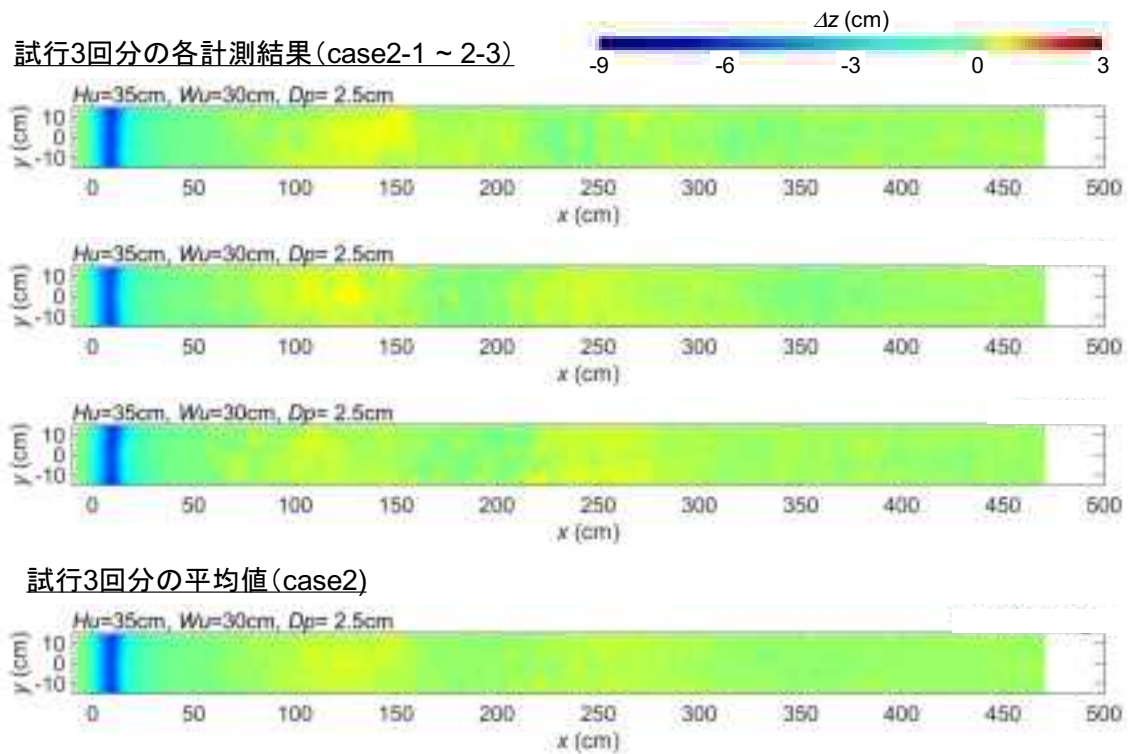 Δz (cm)
試行3回分の各計測結果(case2-1 ~ 2-3)
-9 -6 -3 0 3
Hu=35cm, Wu=30cm, Dp= 2.5cm
y (cm)
10
0
-10
0 50 100 150 200 250 300 350 400 450 500
x (cm)
Hu=35cm, Wu=30cm, Dp= 2.5cm
y (cm)
10
0
-10
0 50 100 150 200 250 300 350 400 450 500
x (cm)
Hu=35cm, Wu=30cm, Dp= 2.5cm
y (cm)
10
0
-10
0 50 100 150 200 250 300 350 400 450 500
x (cm)
試行3回分の平均値(case2)
Hu=35cm, Wu=30cm, Dp= 2.5cm
y (cm)
10
0
-10
0 50 100 150 200 250 300 350 400 450 500
x (cm)